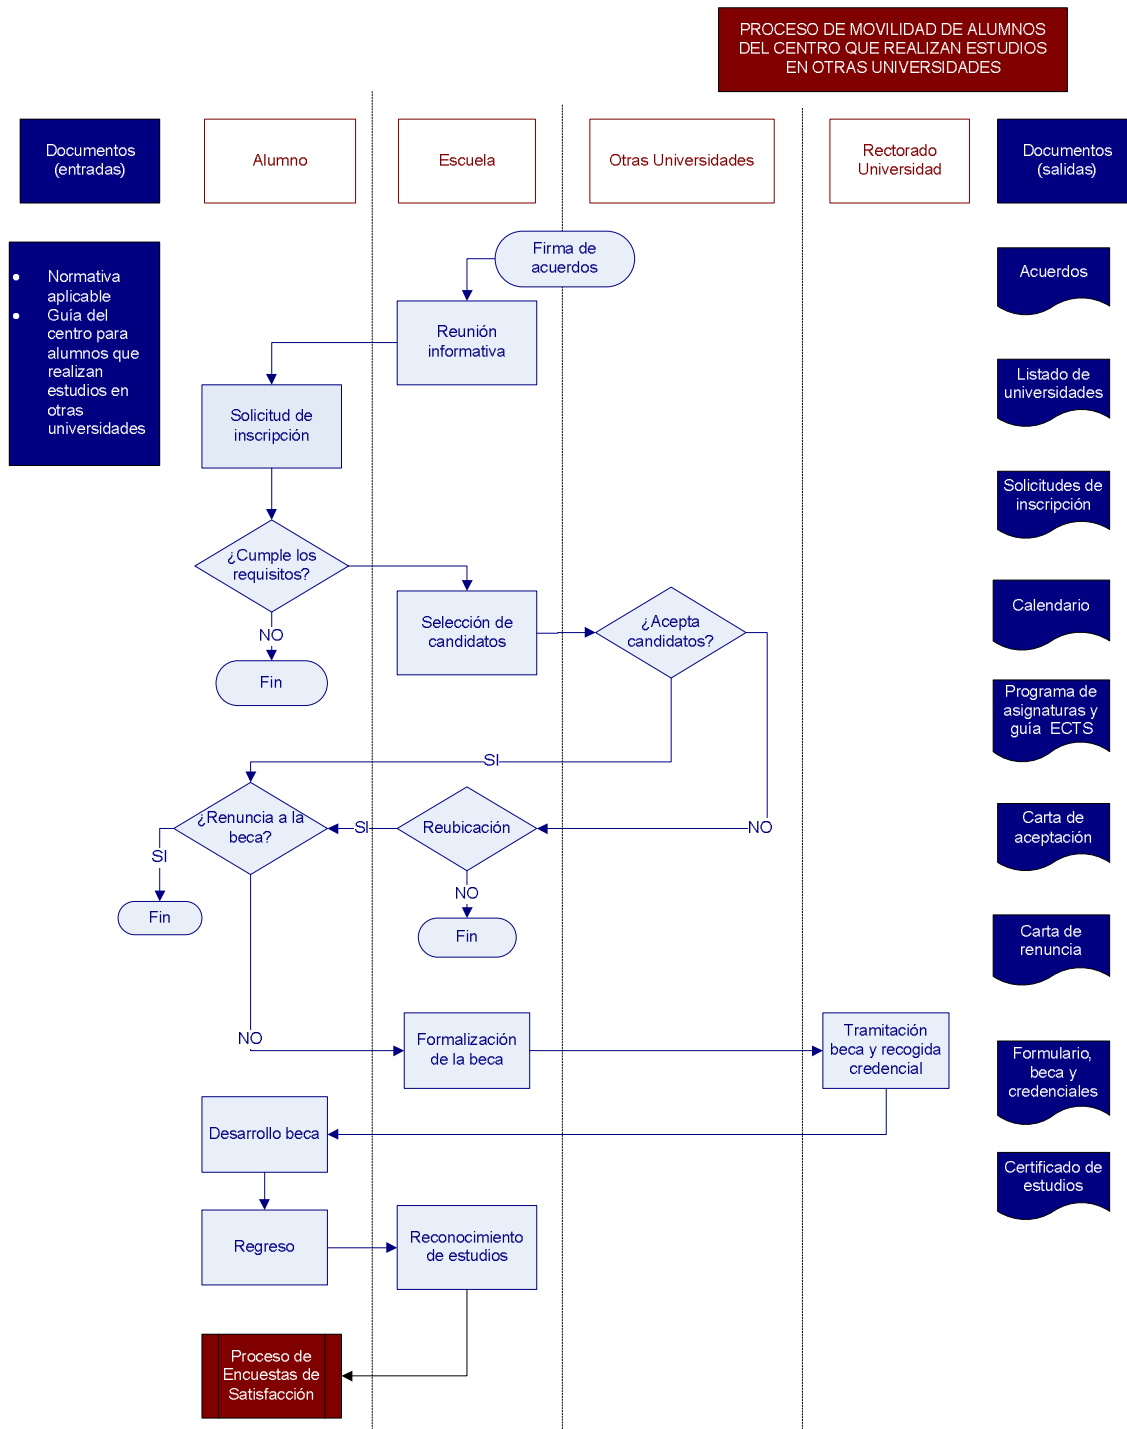 PROCESO DE MOVILIDAD DE ALUMNOS
DEL CENTRO QUE REALIZAN ESTUDIOS
EN OTRAS UNIVERSIDADES
Documentos
(entradas)
Alumno
Escuela
Otras Universidades
Rectorado
Universidad
Documentos
(salidas)
• Normativa
aplicable
• Guía del
centro para
alumnos que
realizan
estudios en
otras
universidades
Firma de
acuerdos
Acuerdos
Reunión
informativa
Listado de
universidades
Solicitud de
inscripción
Solicitudes de
inscripción
¿Cumple los
requisitos?
NO
Fin
Selección de
candidatos
¿Acepta
candidatos?
Calendario
Programa de
asignaturas y
guía ECTS
SI
NO
¿Renuncia a la
beca?
SI
Reubicación
Carta de
aceptación
SI
Fin
NO
Fin
Carta de
renuncia
NO
Formalización
de la beca
Tramitación
beca y recogida
credencial
Formulario,
beca y
credenciales
Desarrollo beca
Certificado de
estudios
Regreso
Reconocimiento
de estudios
Proceso de
Encuestas de
Satisfacción